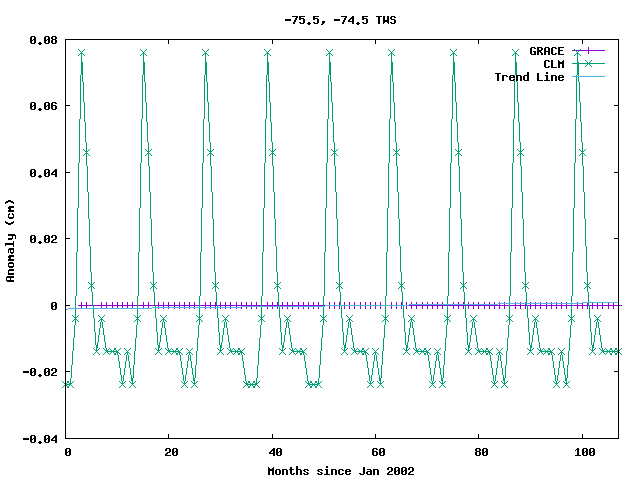 -75.5, -74.5 TWS
GRACE
CLM
Trend Line
0.08
0.06
0.04
0.02
0
-0.02
-0.04
Anomaly (cm)
0 20 40 60 80 100
Months since Jan 2002